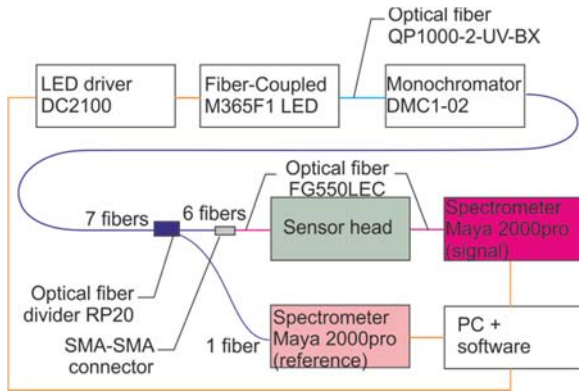 Optical fiber
QP1000-2-UV-BX
LED driver
DC2100
Fiber-Coupled
M365F1 LED
Monochromator
DMC1-02
Optical fiber
FG550LEC
7 fibers
6 fibers
Sensor head
Spectrometer
Maya 2000pro
(signal)
Optical fiber
divider RP20
SMA-SMA
connector
1 fiber
Spectrometer
Maya 2000pro
(reference)
PC +
software